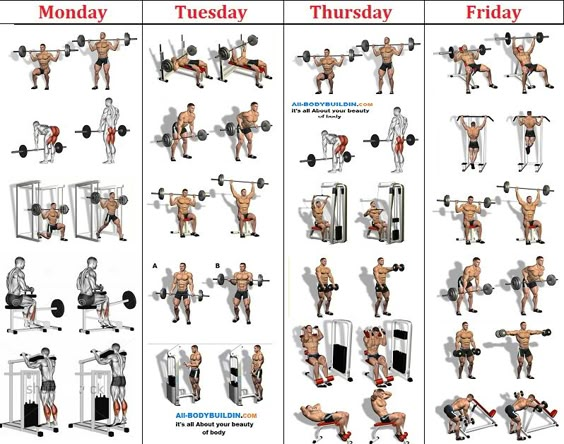 Monday
Tuesday
Thursday
Friday
All-BODYBUILDIN.COM
it's all About your beauty
of body
A
B
All-BODYBUILDIN.COM
it's all About your beauty
of body